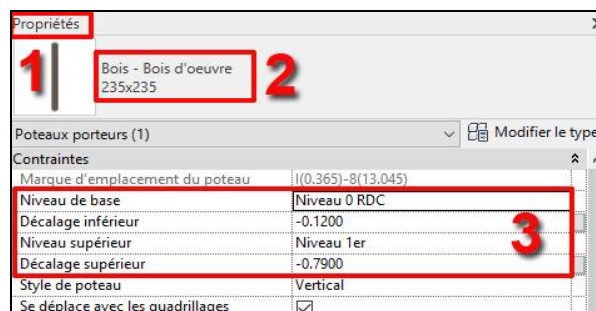 Propriétés
1
Bois - Bois d'oeuvre
235x235
2
Poteaux porteurs (1)
Modifier le type
Contraintes
Marque d'emplacement du poteau I(0.365)-8(13.045)
Niveau de base Niveau 0 RDC
Décalage inférieur -0.1200
Niveau supérieur Niveau 1er
Décalage supérieur -0.7900
3
Style de poteau Vertical
Se déplace avec les quadrillages